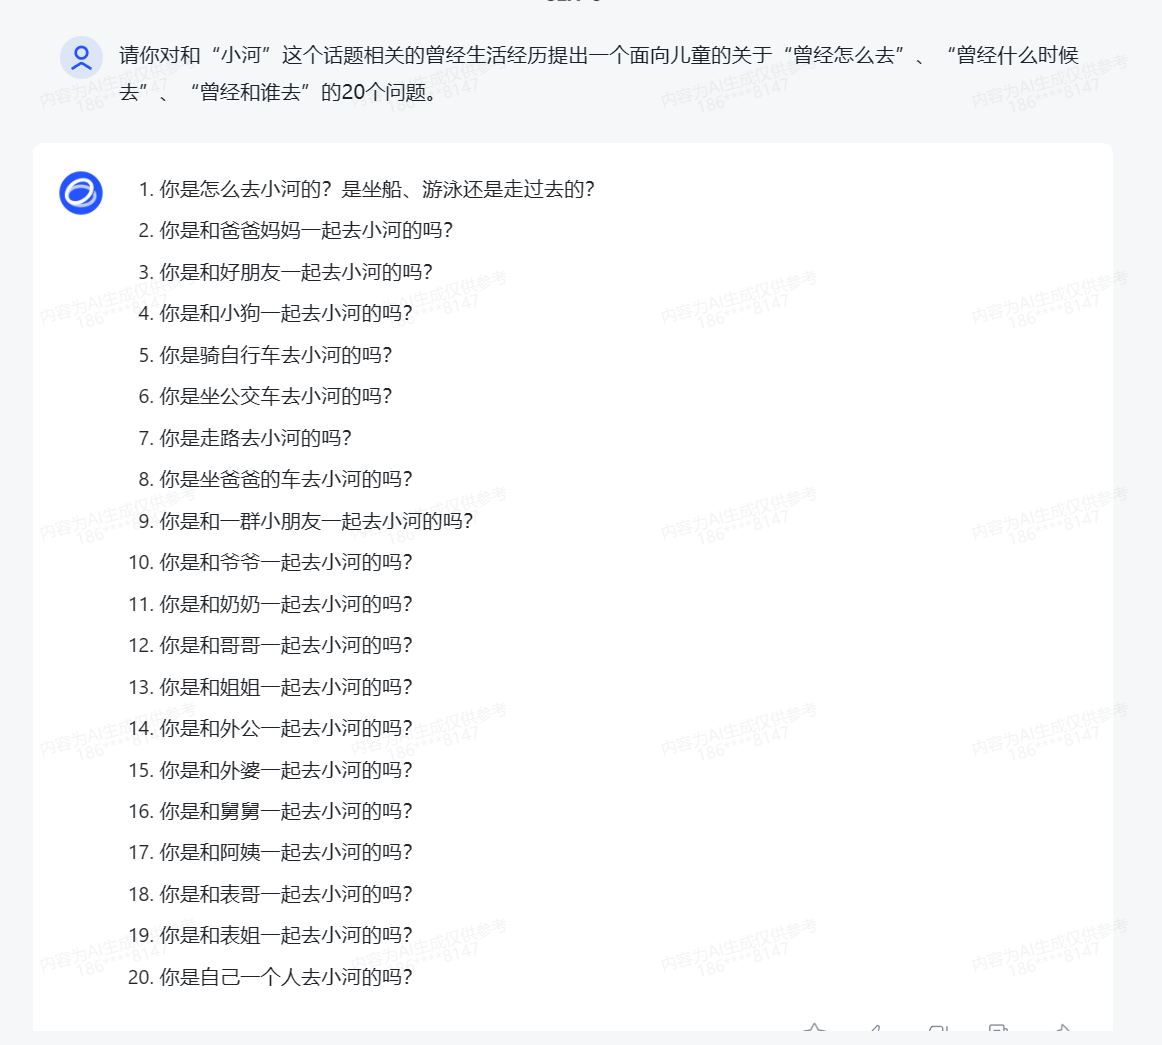 请你对和“小河”这个话题相关的曾经生活经历提出一个面向儿童的关于“曾经怎么去”、“曾经什么时候
去”、“曾经和谁去”的20个问题。
1. 你是怎么去小河的？是坐船、游泳还是走过去的？
2. 你是和爸爸妈妈一起去小河的吗？
3. 你是和好朋友一起去小河的吗？
4. 你是和小狗一起去小河的吗？
5. 你是骑自行车去小河的吗？
6. 你是坐公交车去小河的吗？
7. 你是走路去小河的吗？
8. 你是坐爸爸的车去小河的吗？
9. 你是和一群小朋友一起去小河的吗？
10. 你是和爷爷一起去小河的吗？
11. 你是和奶奶一起去小河的吗？
12. 你是和哥哥一起去小河的吗？
13. 你是和姐姐一起去小河的吗？
14. 你是和外公一起去小河的吗？
15. 你是和外婆一起去小河的吗？
16. 你是和舅舅一起去小河的吗？
17. 你是和阿姨一起去小河的吗？
18. 你是和表哥一起去小河的吗？
19. 你是和表姐一起去小河的吗？
20. 你是自己一个人去小河的吗？
内容为AI生成仅供参考
186****8147